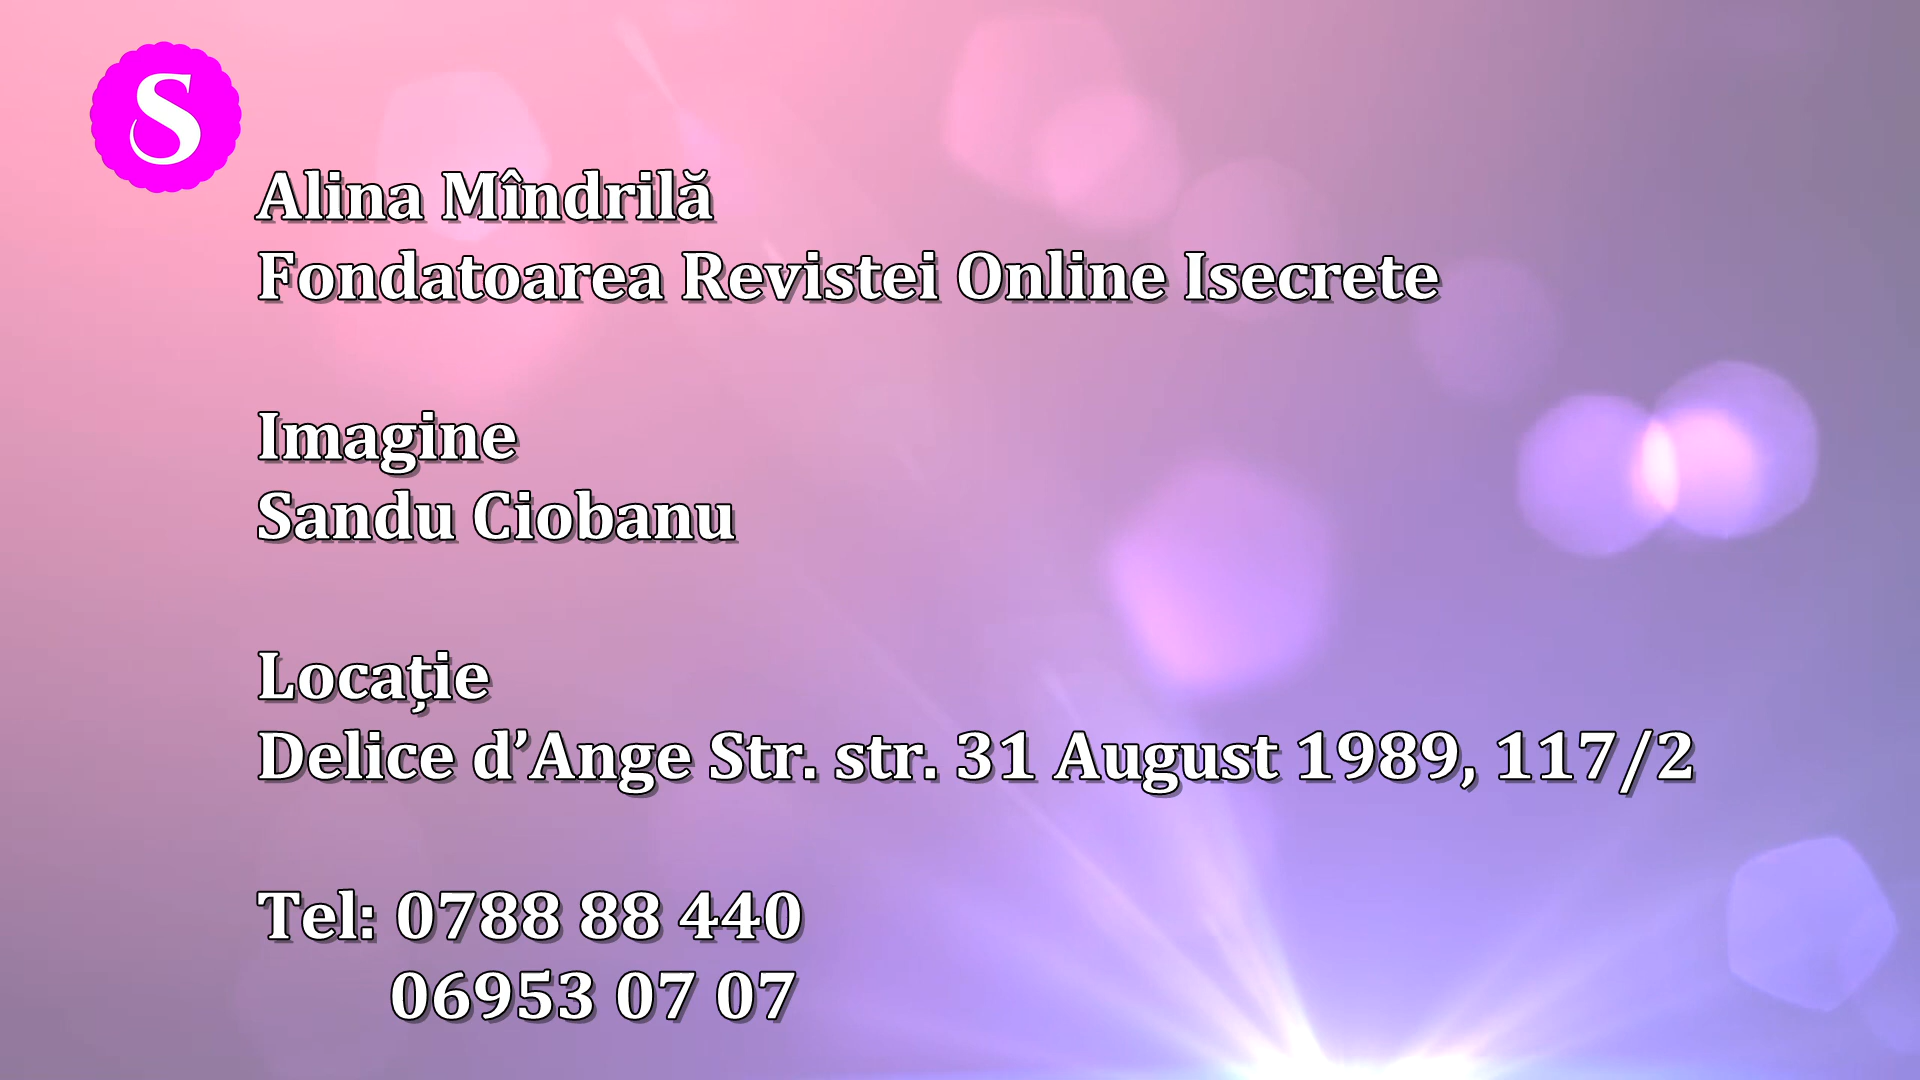 S
Alina Mîndrilă
Fondatoarea Revistei Online Isecrete
Imagine
Sandu Ciobanu
Locație
Delice d’Ange Str. str. 31 August 1989, 117/2
Tel: 0788 88 440
06953 07 07